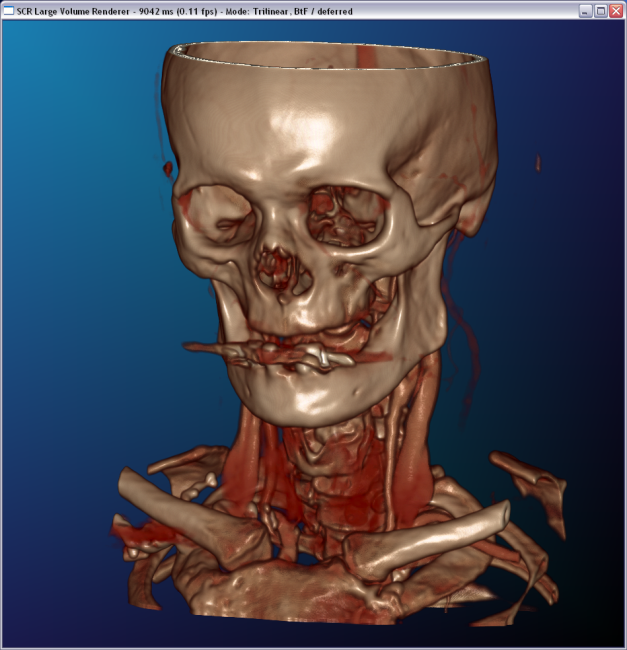 SCR Large Volume Renderer - 9042 ms (0.11 fps) - Mode: Trilinear, BtF / deferred